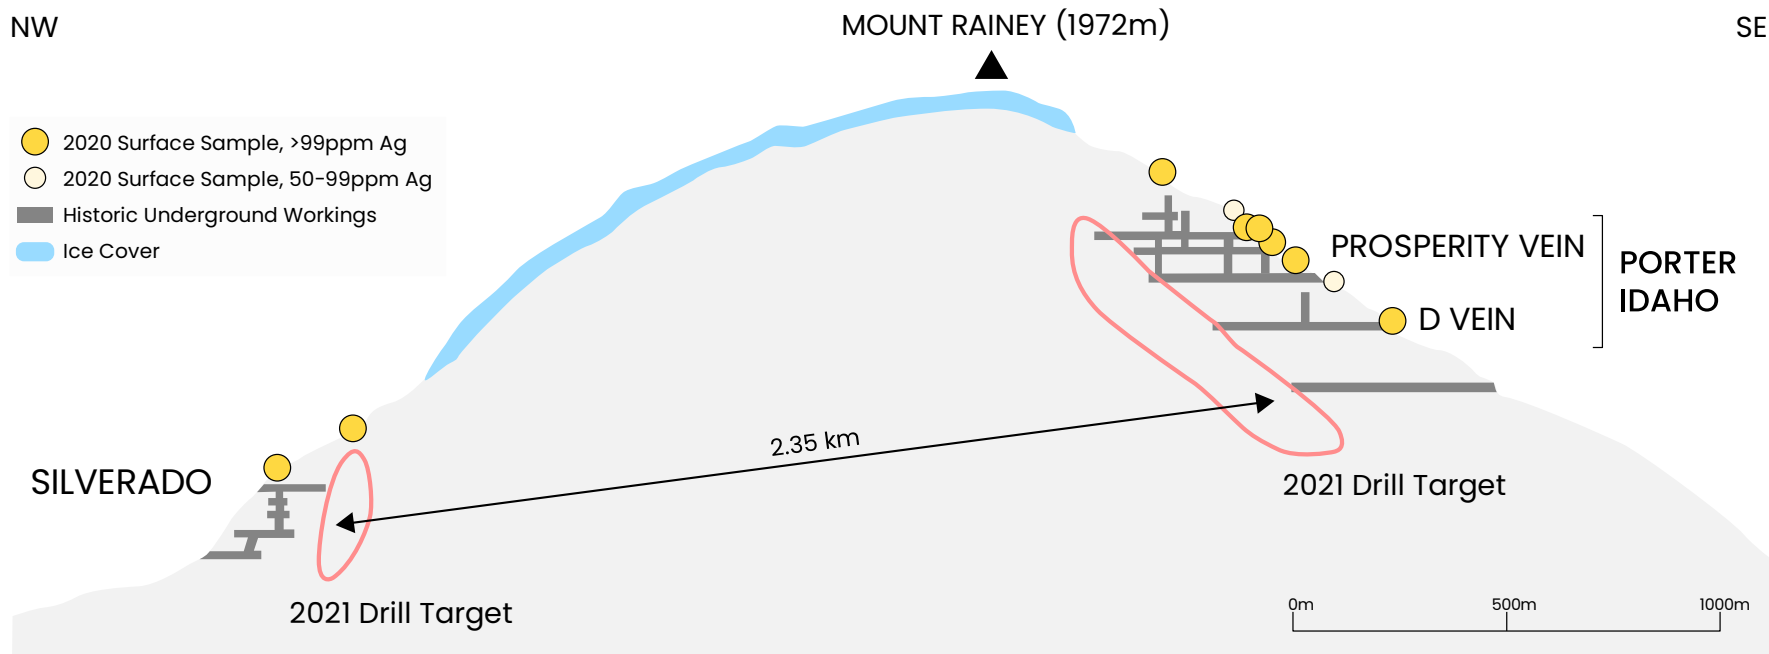 NW
MOUNT RAINEY (1972m)
SE
2020 Surface Sample, >99ppm Ag
2020 Surface Sample, 50-99ppm Ag
Historic Underground Workings
Ice Cover
PROSPERITY VEIN
PORTER
IDAHO
D VEIN
2.35 km
SILVERADO
2021 Drill Target
2021 Drill Target
0m
500m
1000m